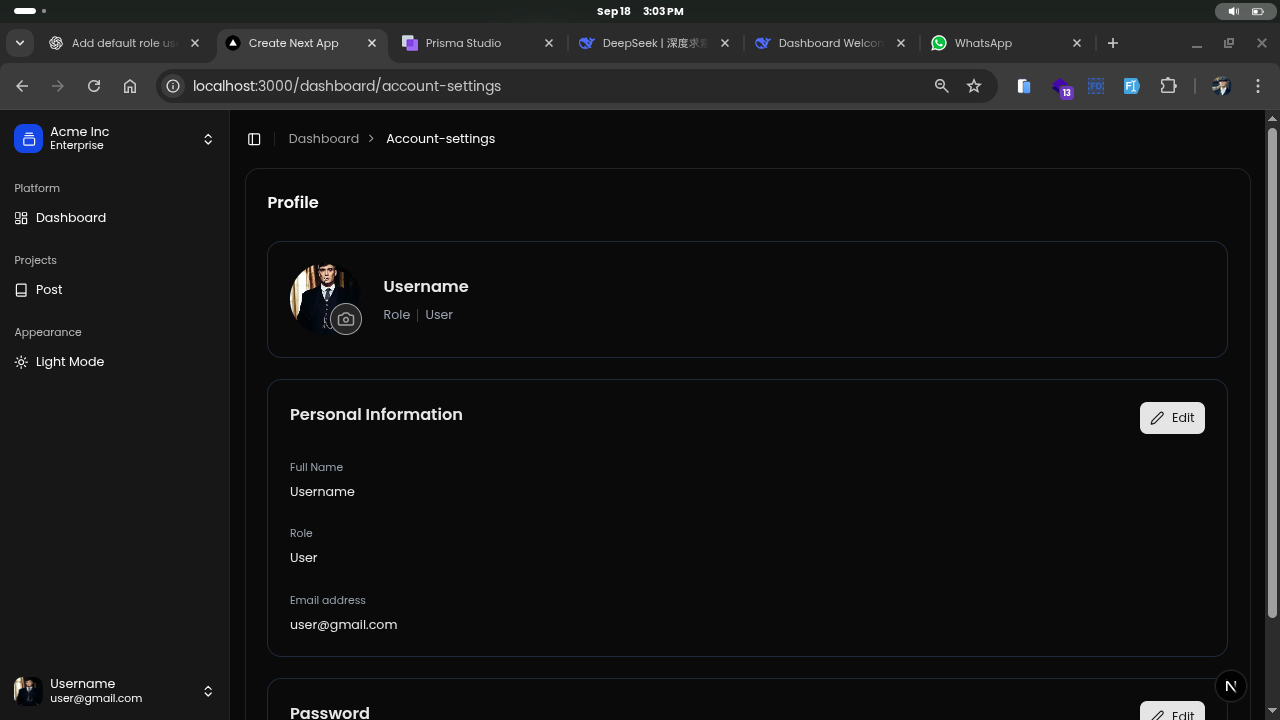 Sep 18 3:03 PM
Add default role us
Create Next App
Prisma Studio
DeepSeek | 深度求索
Dashboard Welcom
WhatsApp
localhost:3000/dashboard/account-settings
13
FD
Acme Inc
Enterprise
Dashboard
Account-settings
Platform
Dashboard
Projects
Post
Appearance
Light Mode
Profile
Username
Role | User
Personal Information
Edit
Full Name
Username
Role
User
Email address
user@gmail.com
Password
Edit
Username
user@gmail.com
N